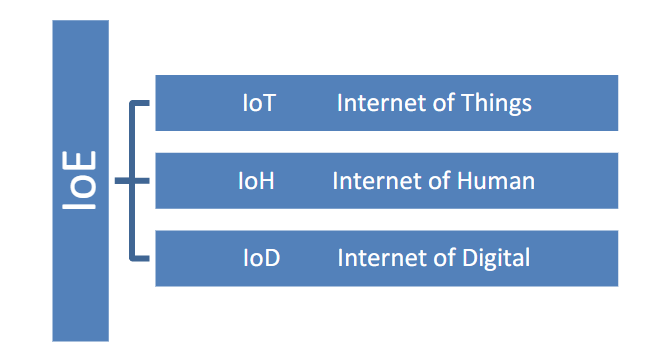 IoE
IoT Internet of Things
IoH Internet of Human
IoD Internet of Digital